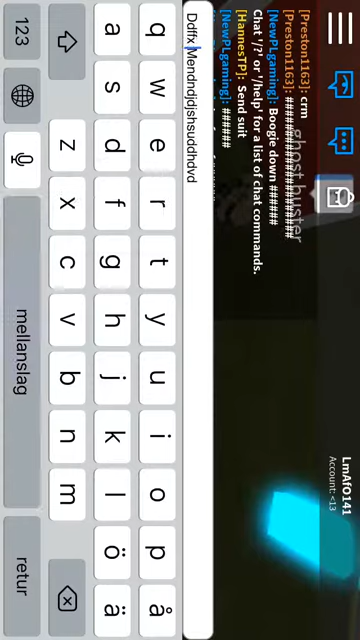 LmAfO141
Account: <13
[Preston1163]: crm
[Preston1163]: ####################
[NewPLgaming]: Boogie down ######
Chat '/?' or '/help' for a list of chat commands.
[HannesTP]: Send suit
[NewPLgaming]: ######
ghost buster
Ddffx Mendndjdjshsuddhdvd
q w e r t y u i o p å
a s d f g h j k l ö ä
z x c v b n m
123 mellanslag retur